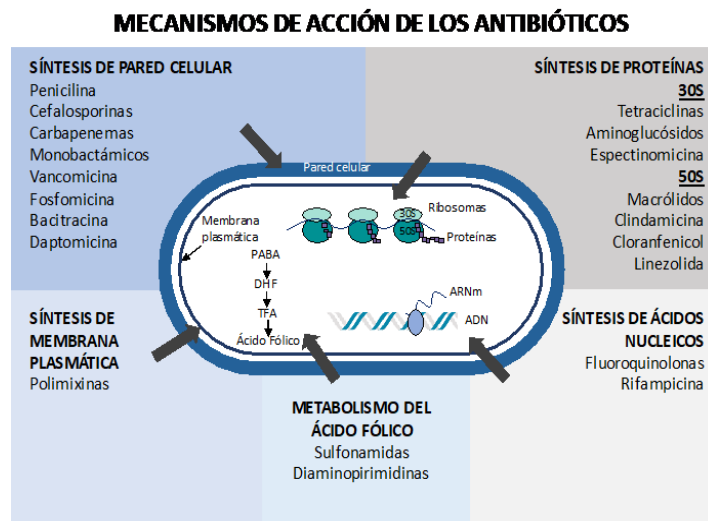 MECANISMOS DE ACCIÓN DE LOS ANTIBIÓTICOS
SÍNTESIS DE PARED CELULAR
Penicilina
Cefalosporinas
Carbapenemas
Monobactámicos
Vancomicina
Fosfomicina
Bacitracina
Daptomicina
SÍNTESIS DE PROTEÍNAS
30S
Tetraciclinas
Aminoglucósidos
Espectinomicina
50S
Macrólidos
Clindamicina
Cloranfenicol
Linezolida
Pared celular
Membrana
plasmática
30S
50S
Ribosomas
Proteínas
PABA
DHF
TFA
Ácido Fólico
ARNm
ADN
SÍNTESIS DE
MEMBRANA
PLASMÁTICA
Polimixinas
METABOLISMO DEL
ÁCIDO FÓLICO
Sulfonamidas
Diaminopirimidinas
SÍNTESIS DE ÁCIDOS
NUCLEICOS
Fluoroquinolonas
Rifampicina